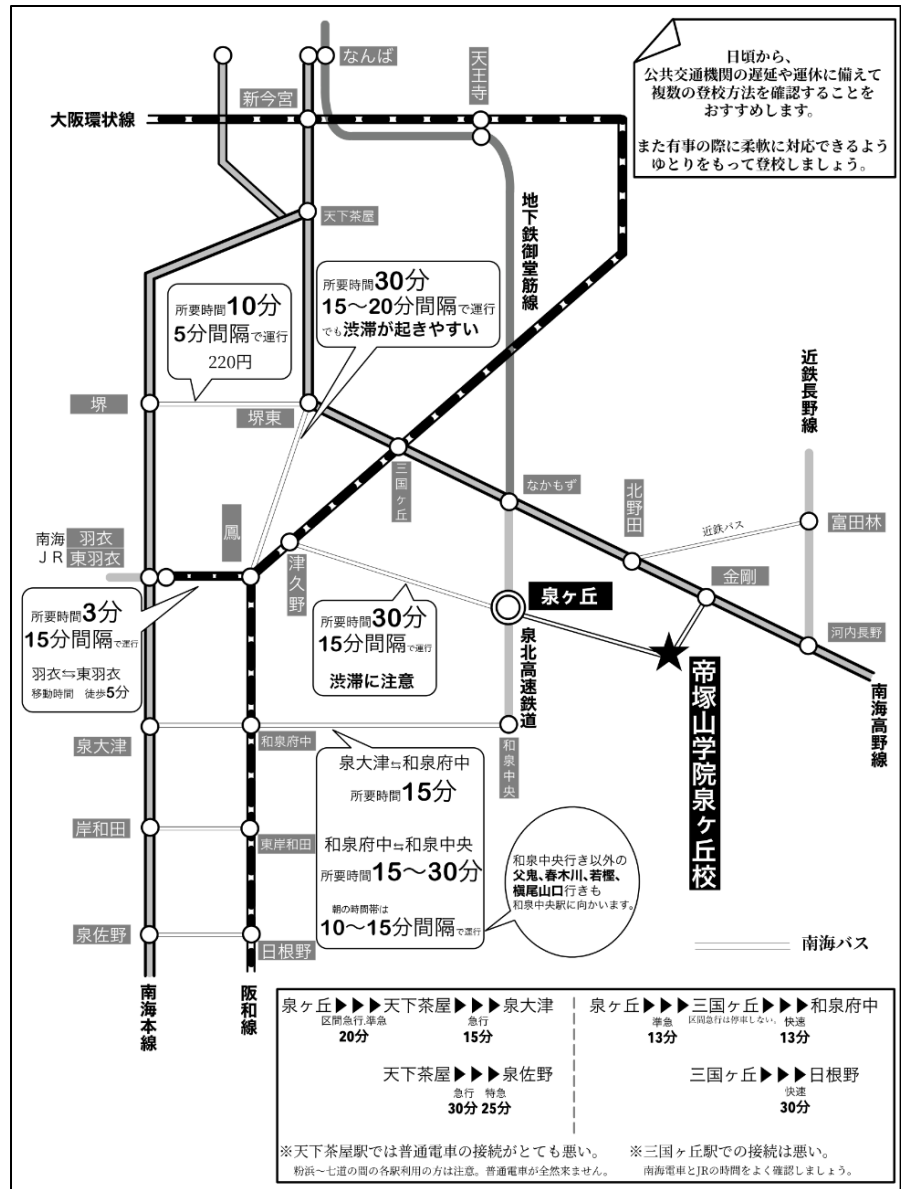 日頃から、
公共交通機関の遅延や運休に備えて
複数の登校方法を確認することを
おすすめします。
また有事の際に柔軟に対応できるよう
ゆとりをもって登校しましょう。
なんば
天王寺
新今宮
大阪環状線
天下茶屋
地下鉄御堂筋線
所要時間10分
5分間隔で運行
220円
所要時間30分
15〜20分間隔で運行
でも渋滞が起きやすい
近鉄長野線
堺
堺東
三国ヶ丘
なかもず
北野田
近鉄バス
富田林
南海 羽衣
JR 東羽衣
鳳
津久野
金剛
泉ヶ丘
河内長野
所要時間3分
15分間隔で運行
羽衣⇆東羽衣
移動時間 徒歩5分
所要時間30分
15分間隔で運行
渋滞に注意
泉北高速鉄道
帝塚山学院泉ヶ丘校
南海高野線
泉大津
和泉府中
和泉中央
泉大津⇆和泉府中
所要時間15分
和泉府中⇆和泉中央
所要時間15〜30分
朝の時間帯は
10〜15分間隔で運行
和泉中央行き以外の
父鬼、春木川、若樫、
槇尾山口行きも
和泉中央駅に向かいます。
岸和田
東岸和田
泉佐野
日根野
南海バス
南海本線
阪和線
泉ヶ丘▶▶▶天下茶屋▶▶▶泉大津
区間急行,準急 急行
20分 15分
天下茶屋▶▶▶泉佐野
急行 特急
30分 25分
※天下茶屋駅では普通電車の接続がとても悪い。
粉浜〜七道の間の各駅利用の方は注意。普通電車が全然来ません。
泉ヶ丘▶▶▶三国ヶ丘▶▶▶和泉府中
準急 区間急行は停車しない。 快速
13分 13分
三国ヶ丘▶▶▶日根野
快速
30分
※三国ヶ丘駅での接続は悪い。
南海電車とJRの時間をよく確認しましょう。